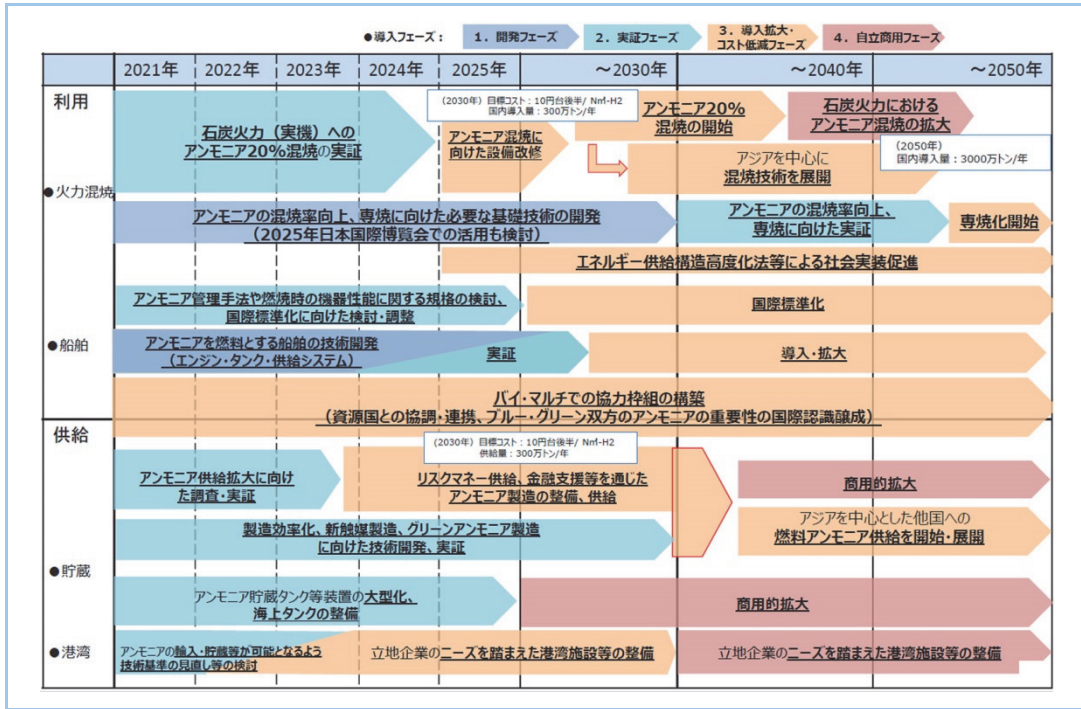 ●導入フェーズ：
1．開発フェーズ
2．実証フェーズ
3．導入拡大・
コスト低減フェーズ
4．自立商用フェーズ
2021年
2022年
2023年
2024年
2025年
～2030年
～2040年
～2050年
利用
●火力混焼
石炭火力（実機）への
アンモニア20％混焼の実証
(2030年) 目標コスト：10円台後半/ N㎥-H2
国内導入量：300万トン/年
アンモニア混焼に
向けた設備改修
アンモニア20％
混焼の開始
石炭火力における
アンモニア混焼の拡大
アジアを中心に
混焼技術を展開
(2050年)
国内導入量：3000万トン/年
アンモニアの混焼率向上、専焼に向けた必要な基礎技術の開発
（2025年日本国際博覧会での活用も検討）
アンモニアの混焼率向上、
専焼に向けた実証
専焼化開始
エネルギー供給構造高度化法等による社会実装促進
アンモニア管理手法や燃焼時の機器性能に関する規格の検討、
国際標準化に向けた検討・調整
国際標準化
●船舶
アンモニアを燃料とする船舶の技術開発
（エンジン・タンク・供給システム）
実証
導入・拡大
バイ・マルチでの協力枠組の構築
（資源国との協調・連携、ブルー・グリーン双方のアンモニアの重要性の国際認識醸成）
供給
(2030年) 目標コスト：10円台後半/ N㎥-H2
供給量：300万トン/年
アンモニア供給拡大に向け
た調査・実証
リスクマネー供給、金融支援等を通じた
アンモニア製造の整備、供給
商用的拡大
製造効率化、新触媒製造、グリーンアンモニア製造
に向けた技術開発、実証
アジアを中心とした他国への
燃料アンモニア供給を開始・展開
●貯蔵
アンモニア貯蔵タンク等装置の大型化、
海上タンクの整備
商用的拡大
●港湾
アンモニアの輸入・貯蔵等が可能となるよう
技術基準の見直し等の検討
立地企業のニーズを踏まえた港湾施設等の整備
立地企業のニーズを踏まえた港湾施設等の整備